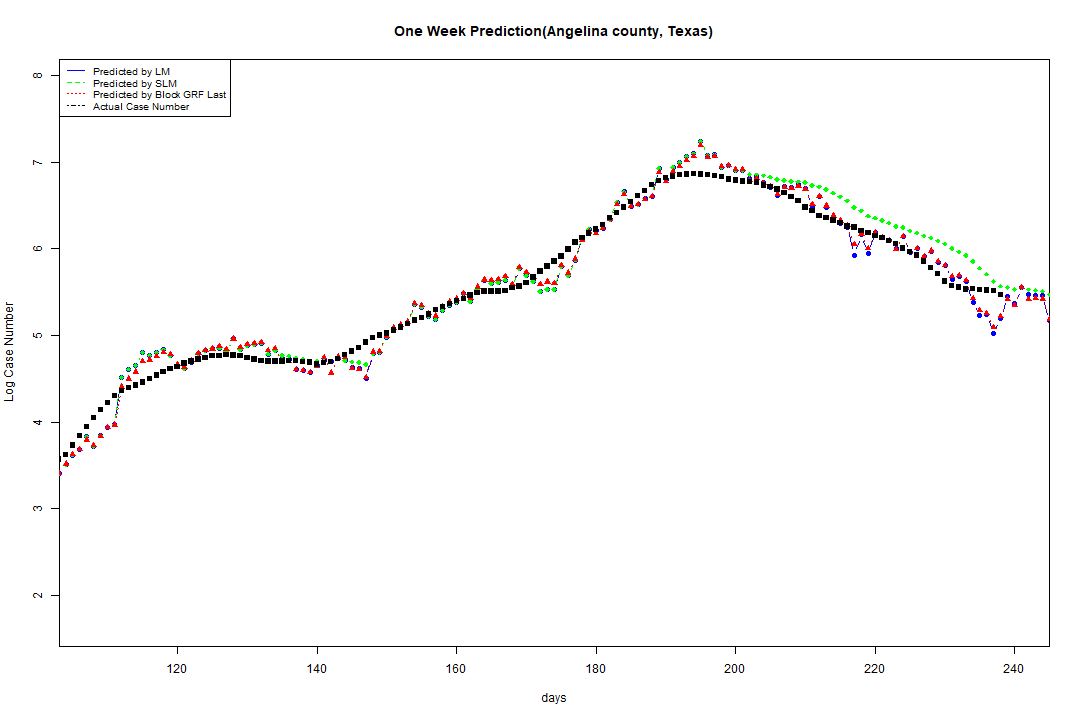 One Week Prediction(Angelina county, Texas)
Predicted by LM
Predicted by SLM
Predicted by Block GRF Last
Actual Case Number
8
7
6
5
4
3
2
Log Case Number
120 140 160 180 200 220 240
days